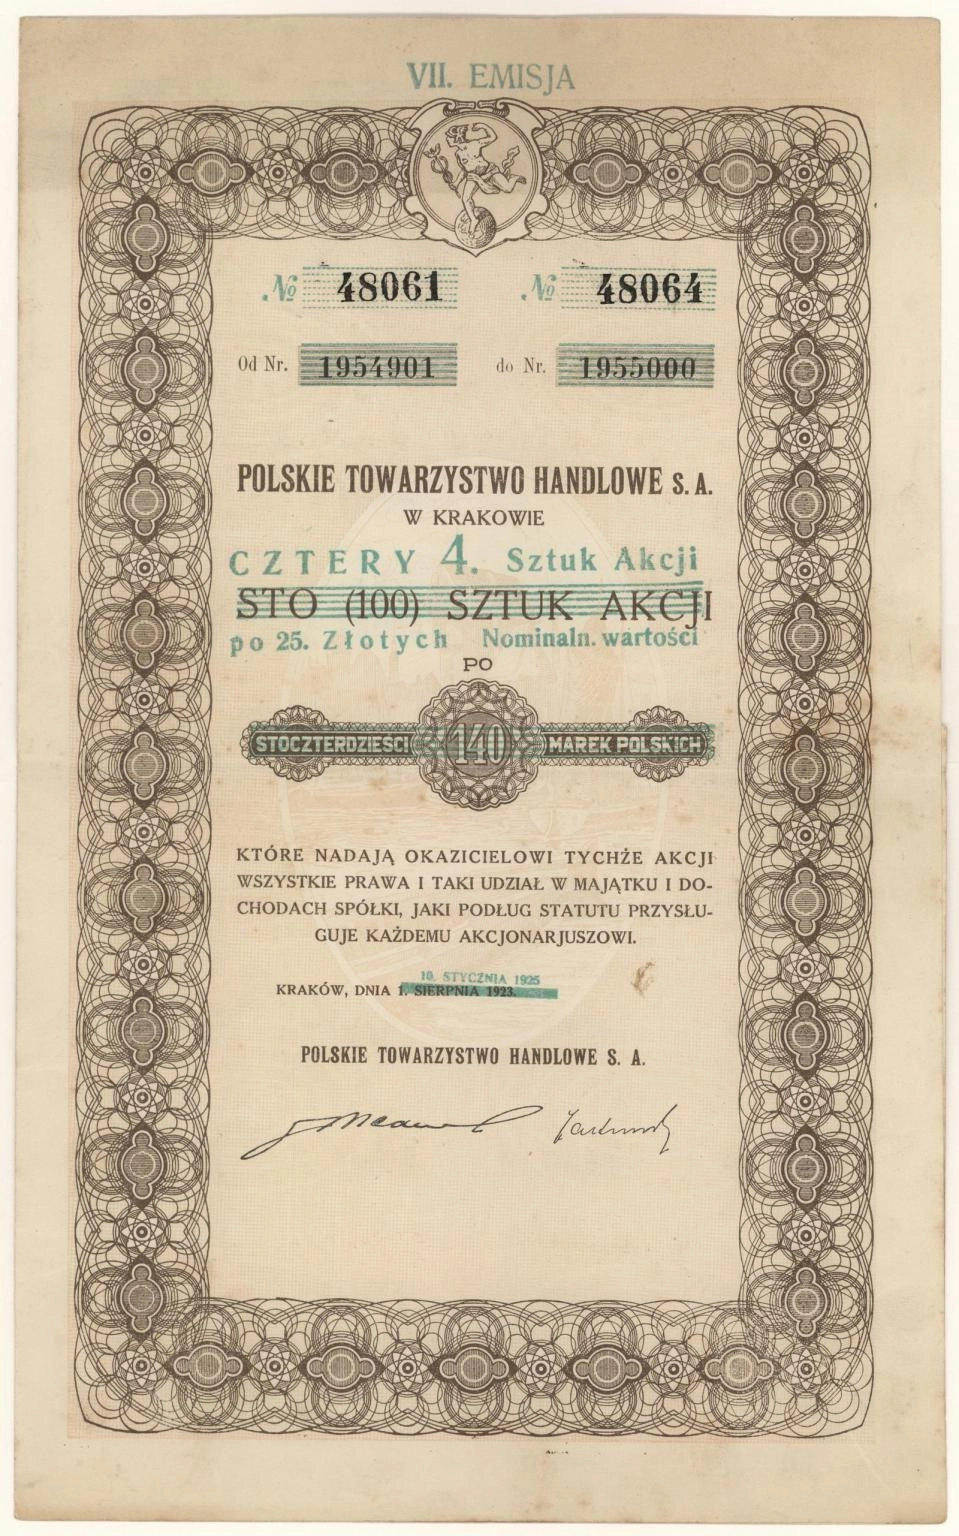 VII. EMISJA
№ 48061 № 48064
Od Nr. 1954901 do Nr. 1955000
POLSKIE TOWARZYSTWO HANDLOWE S. A.
W KRAKOWIE
CZTERY 4. Sztuk Akcji
STO (100) SZTUK AKCJI
po 25. Złotych Nominaln. wartości
PO
STOCZTERDZIEŚCI 140 MAREK POLSKICH
KTÓRE NADAJĄ OKAZICIELOWI TYCHŻE AKCJI
WSZYSTKIE PRAWA I TAKI UDZIAŁ W MAJĄTKU I DO-
CHODACH SPÓŁKI, JAKI PODŁUG STATUTU PRZYSŁU-
GUJE KAŻDEMU AKCJONARJUSZOWI.
10. STYCZNIA 1925
KRAKÓW, DNIA 1. SIERPNIA 1923.
POLSKIE TOWARZYSTWO HANDLOWE S. A.